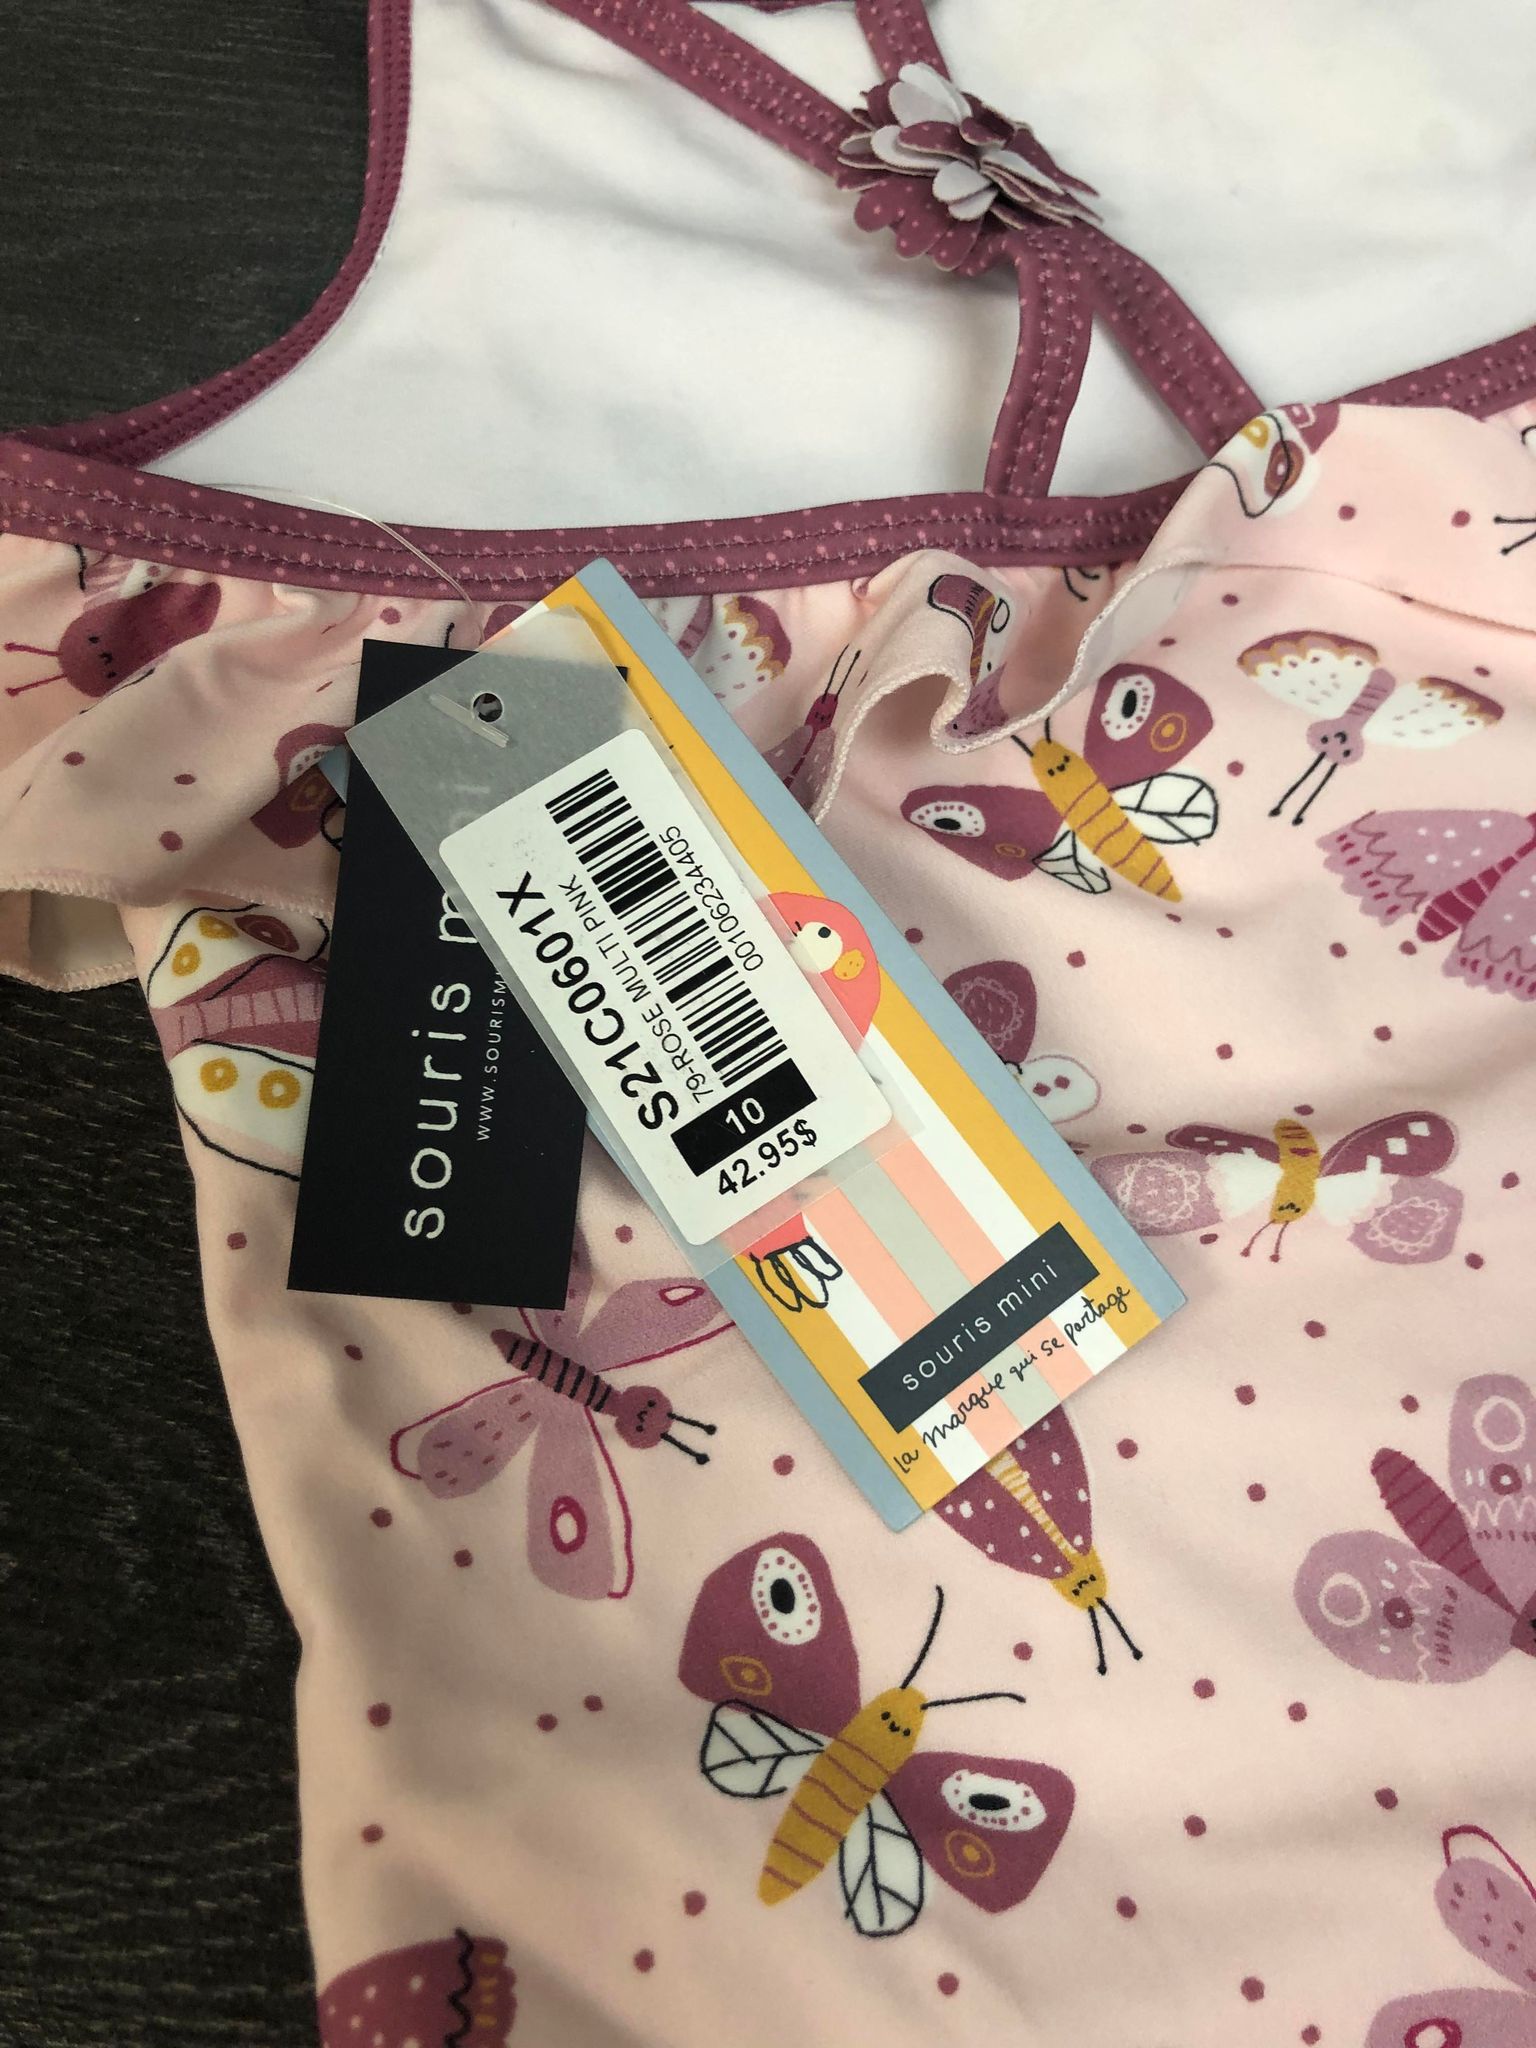 souris m
www.sourism
S21C0601X
79-ROSE MULTI PINK
00106234405
10
42.95$
souris mini
La marque qui se partage